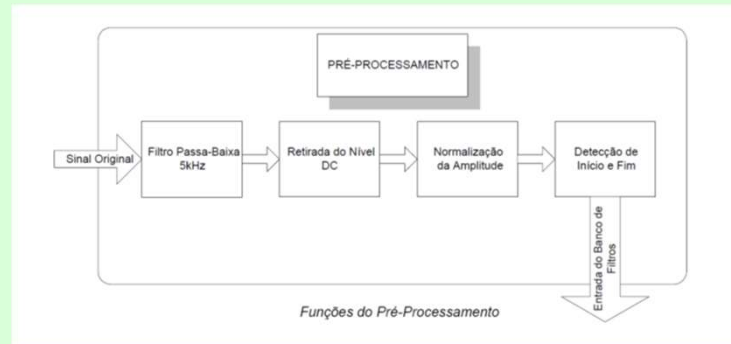 PRÉ-PROCESSAMENTO
Sinal Original
Filtro Passa-Baixa
5kHz
Retirada do Nível
DC
Normalização
da Amplitude
Detecção de
Início e Fim
Entrada do Banco de
Filtros
Funções do Pré-Processamento